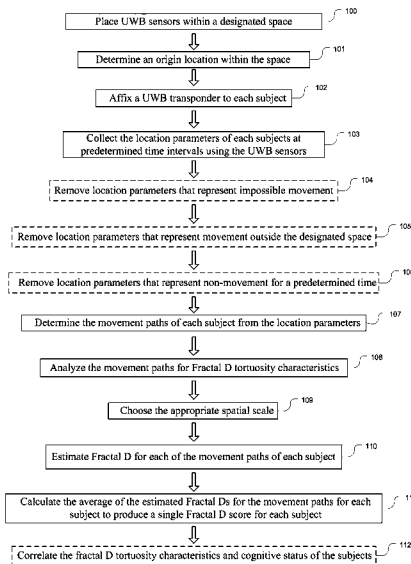 Place UWB sensors within a designated space
100
Determine an origin location within the space
101
Affix a UWB transponder to each subject
102
Collect the location parameters of each subjects at
predetermined time intervals using the UWB sensors
103
Remove location parameters that represent impossible movement
104
Remove location parameters that represent movement outside the designated space
105
Remove location parameters that represent non-movement for a predetermined time
10
Determine the movement paths of each subject from the location parameters
107
Analyze the movement paths for Fractal D tortuosity characteristics
108
Choose the appropriate spatial scale
109
Estimate Fractal D for each of the movement paths of each subject
110
Calculate the average of the estimated Fractal Ds for the movement paths for each
subject to produce a single Fractal D score for each subject
11
Correlate the fractal D tortuosity characteristics and cognitive status of the subjects
112